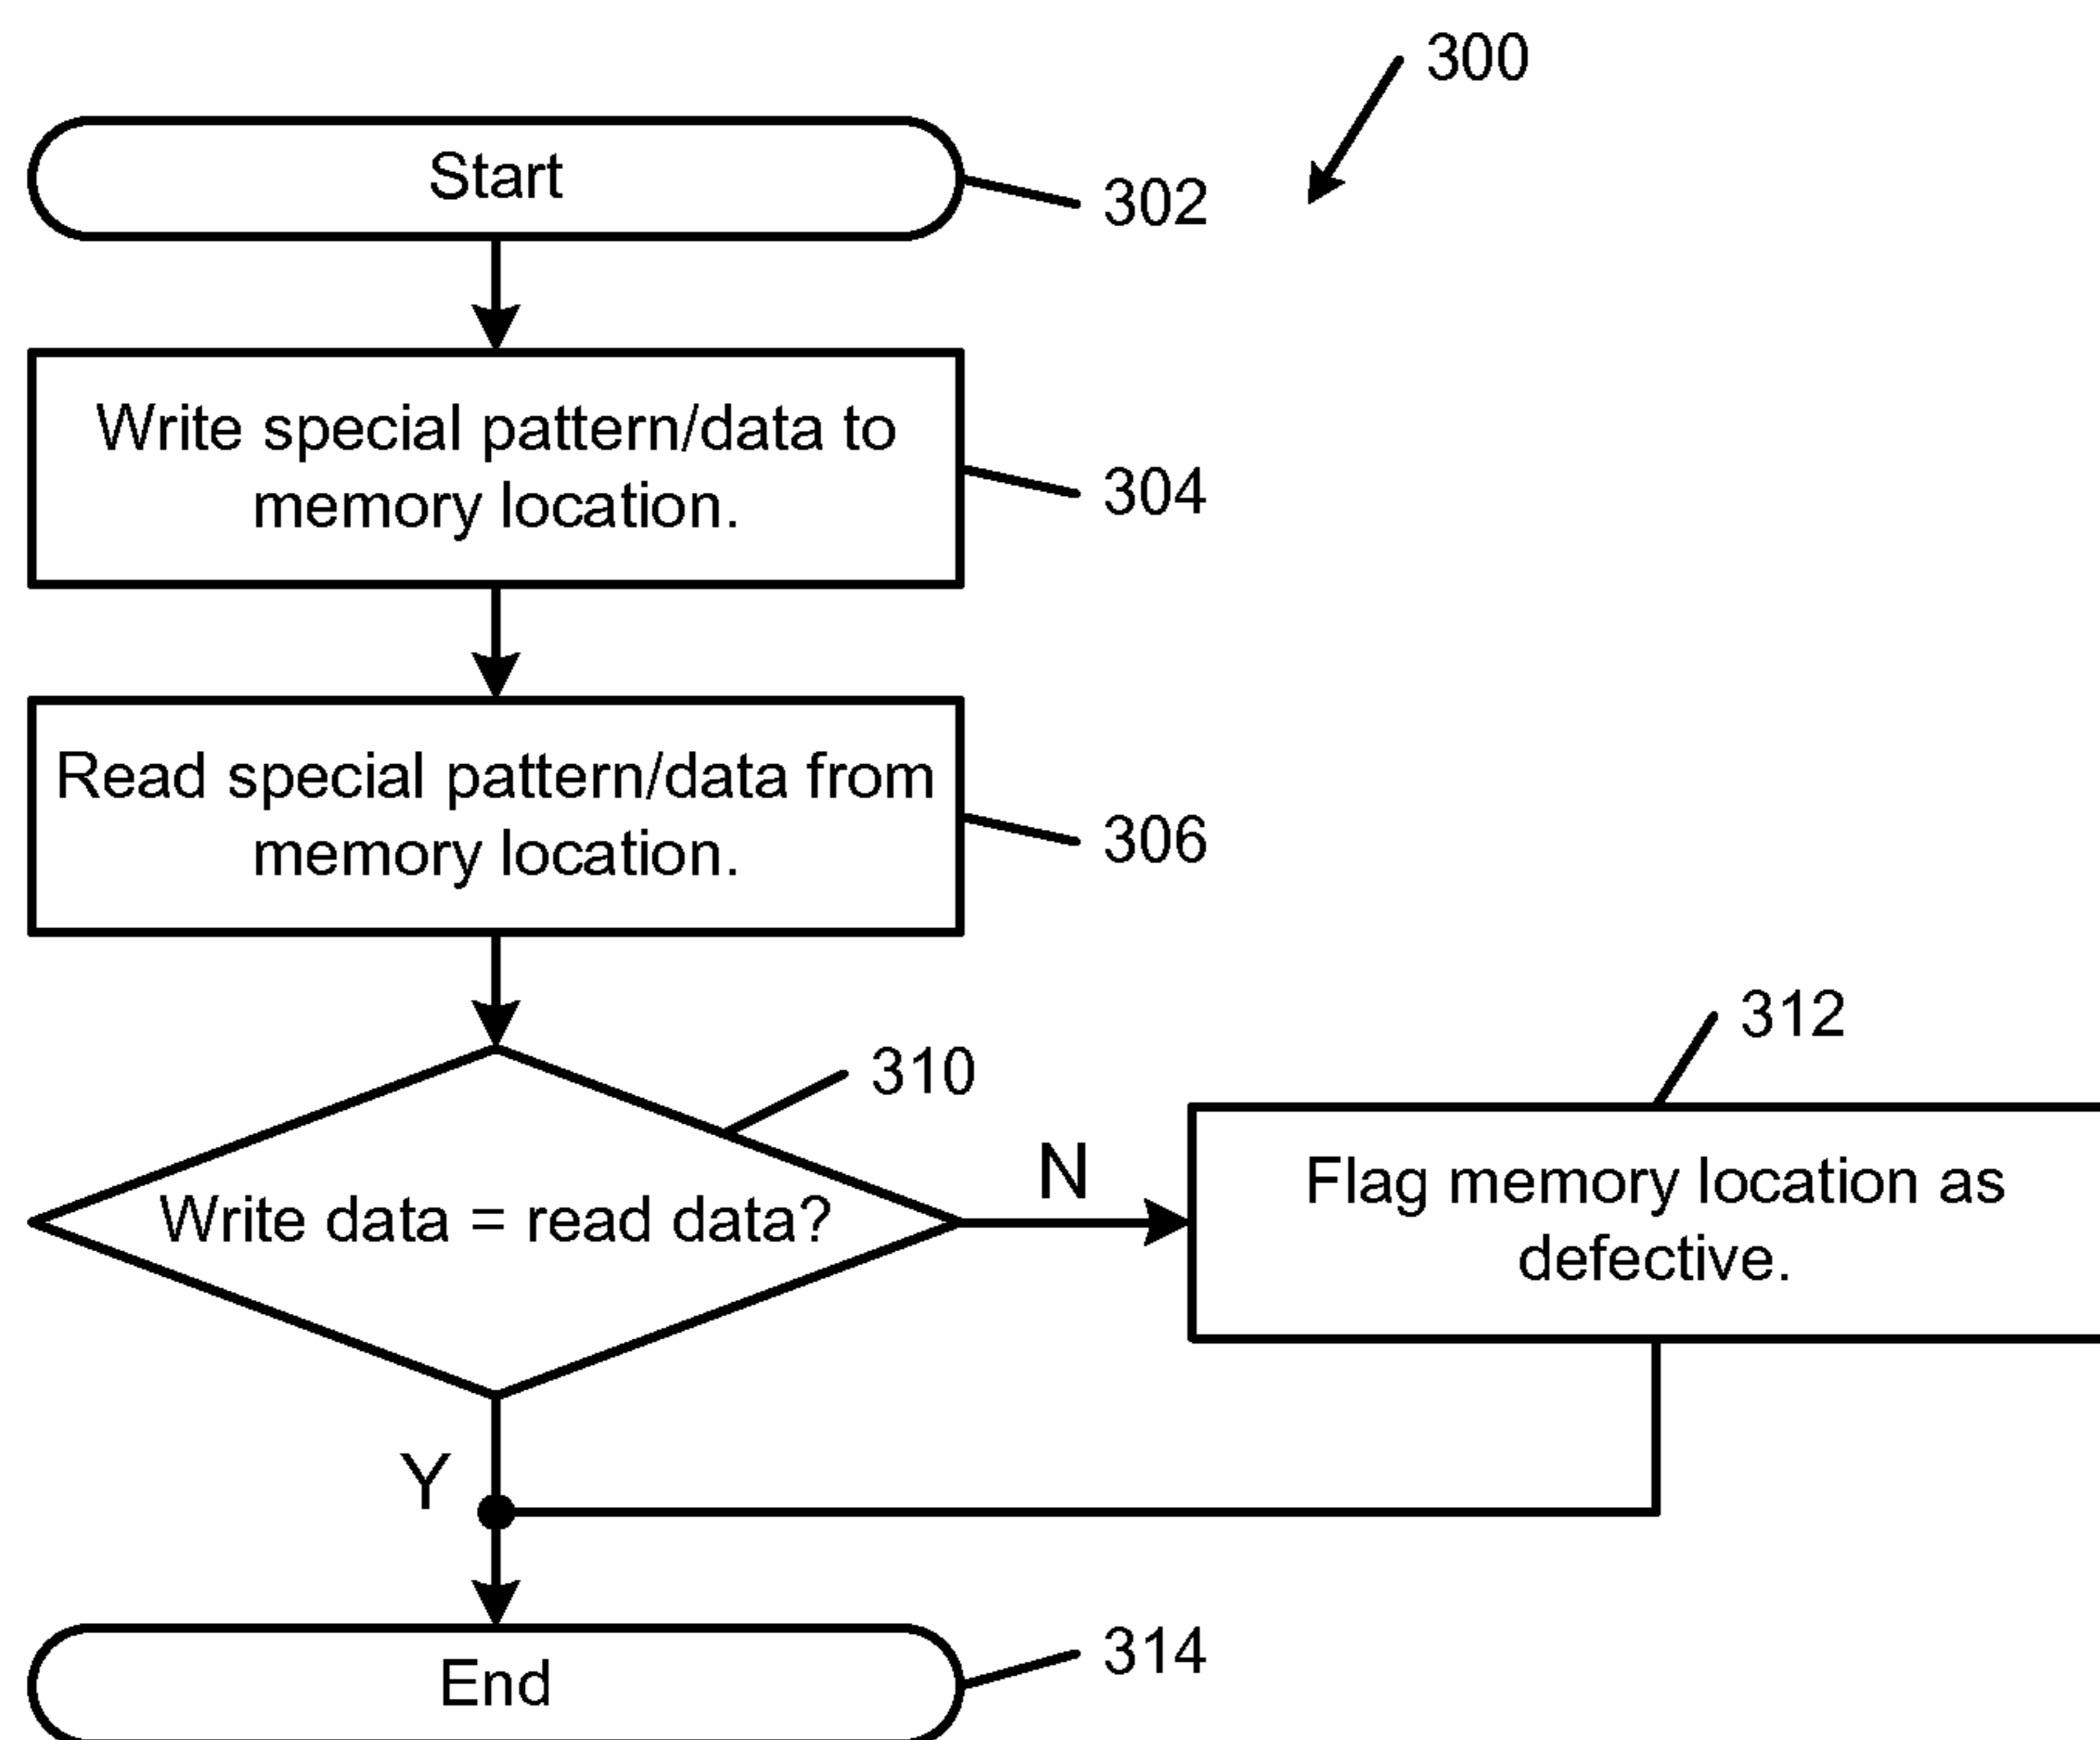 300
Start
302
Write special pattern/data to
memory location.
304
Read special pattern/data from
memory location.
306
310
312
Write data = read data?
N
Flag memory location as
defective.
Y
End
314